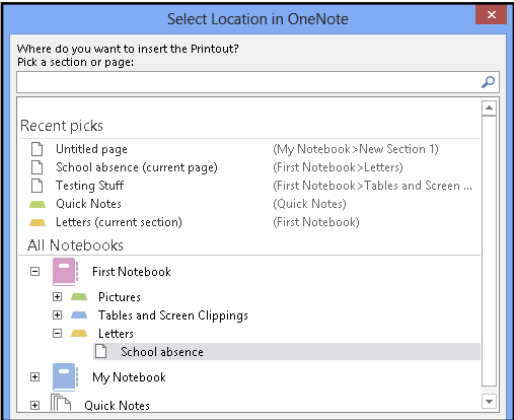 Select Location in OneNote
Where do you want to insert the Printout?
Pick a section or page:
Recent picks
Untitled page (My Notebook>New Section 1)
School absence (current page) (First Notebook>Letters)
Testing Stuff (First Notebook>Tables and Screen ...
Quick Notes (Quick Notes)
Letters (current section) (First Notebook)
All Notebooks
First Notebook
Pictures
Tables and Screen Clippings
Letters
School absence
My Notebook
Quick Notes